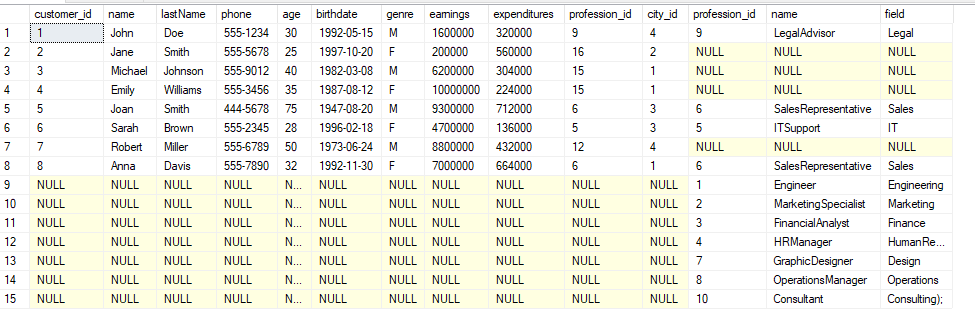 customer_id name lastName phone age birthdate genre earnings expenditures profession_id city_id profession_id name field
1 1 John Doe 555-1234 30 1992-05-15 M 1600000 320000 9 4 9 LegalAdvisor Legal
2 2 Jane Smith 555-5678 25 1997-10-20 F 200000 560000 16 2 NULL NULL NULL
3 3 Michael Johnson 555-9012 40 1982-03-08 M 6200000 304000 15 1 NULL NULL NULL
4 4 Emily Williams 555-3456 35 1987-08-12 F 10000000 224000 15 1 NULL NULL NULL
5 5 Joan Smith 444-5678 75 1947-08-20 M 9300000 712000 6 3 6 SalesRepresentative Sales
6 6 Sarah Brown 555-2345 28 1996-02-18 F 4700000 136000 5 3 5 ITSupport IT
7 7 Robert Miller 555-6789 50 1973-06-24 M 8800000 432000 12 4 NULL NULL NULL
8 8 Anna Davis 555-7890 32 1992-11-30 F 7000000 664000 6 1 6 SalesRepresentative Sales
9 NULL NULL NULL NULL N... NULL NULL NULL NULL NULL NULL 1 Engineer Engineering
10 NULL NULL NULL NULL N... NULL NULL NULL NULL NULL NULL 2 MarketingSpecialist Marketing
11 NULL NULL NULL NULL N... NULL NULL NULL NULL NULL NULL 3 FinancialAnalyst Finance
12 NULL NULL NULL NULL N... NULL NULL NULL NULL NULL NULL 4 HRManager HumanRe...
13 NULL NULL NULL NULL N... NULL NULL NULL NULL NULL NULL 7 GraphicDesigner Design
14 NULL NULL NULL NULL N... NULL NULL NULL NULL NULL NULL 8 OperationsManager Operations
15 NULL NULL NULL NULL N... NULL NULL NULL NULL NULL NULL 10 Consultant Consulting);